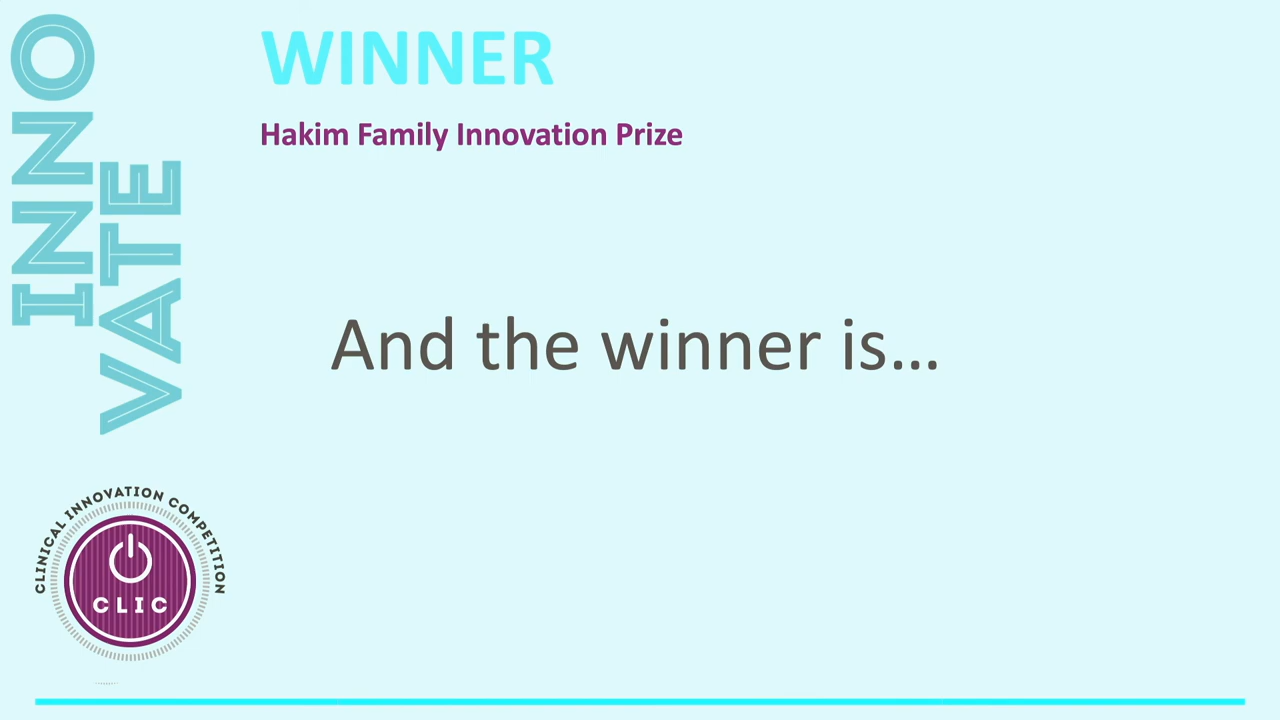 INNO
VATE
WINNER
Hakim Family Innovation Prize
And the winner is...
CLINICAL INNOVATION COMPETITION
CLIC